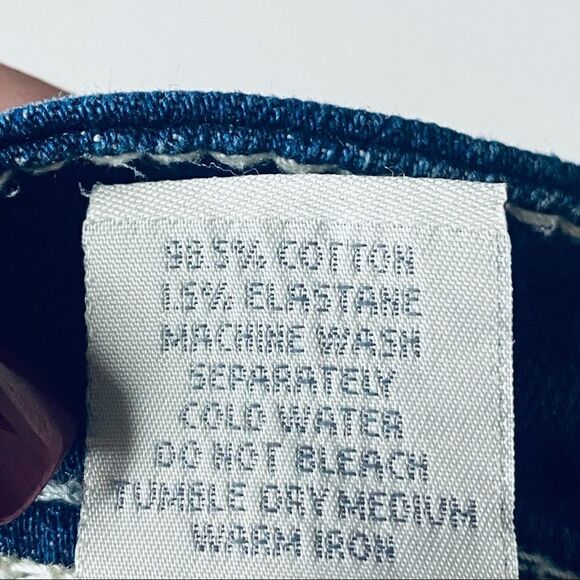 98.5% COTTON
1.5% ELASTANE
MACHINE WASH
SEPARATELY
COLD WATER
DO NOT BLEACH
TUMBLE DRY MEDIUM
WARM IRON